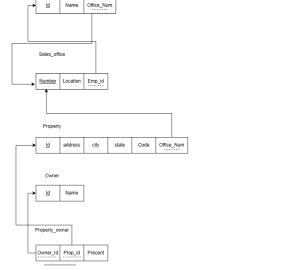 Id Name Office_Num
Sales_office
Number Location Emp_id
Property
Id address city state Code Office_Num
Owner
Id Name
Property_owner
Owner_id Prop_id Precent